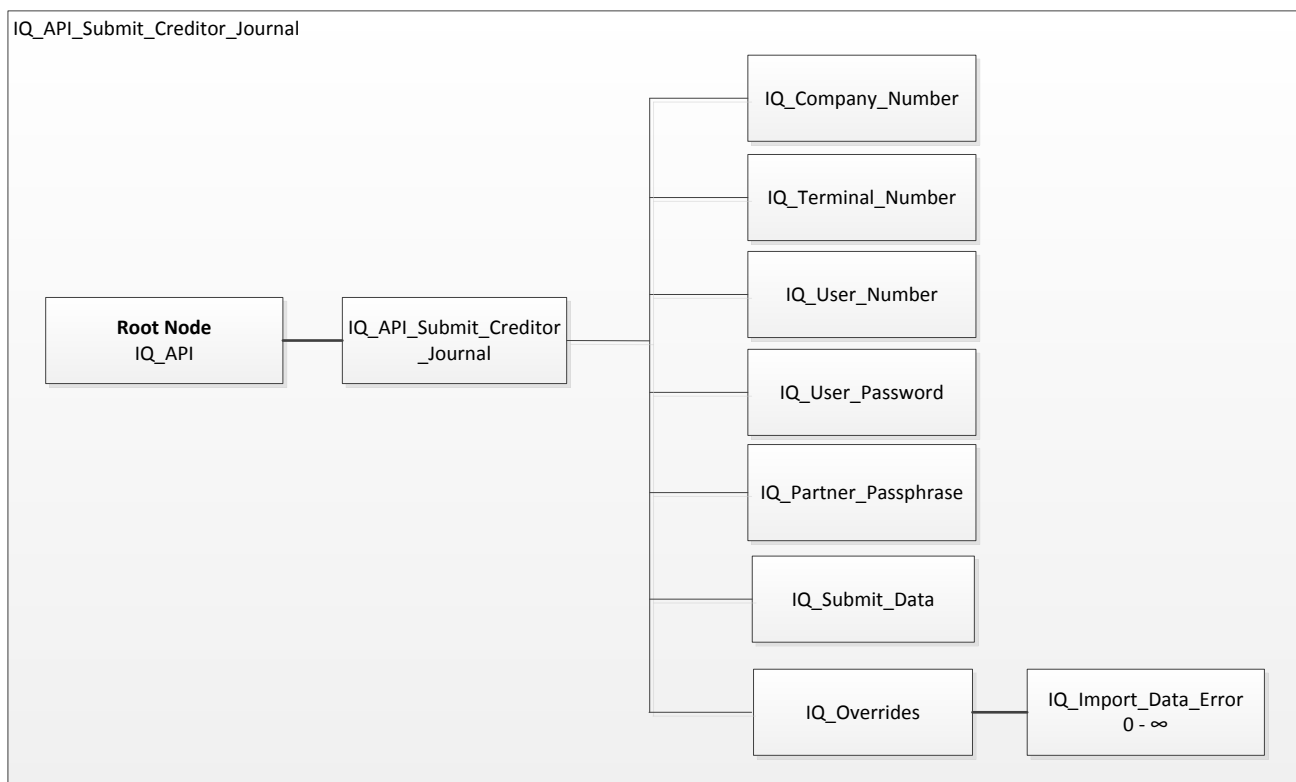 IQ_API_Submit_Creditor_Journal
Root Node
IQ_API
IQ_API_Submit_Creditor
_Journal
IQ_Company_Number
IQ_Terminal_Number
IQ_User_Number
IQ_User_Password
IQ_Partner_Passphrase
IQ_Submit_Data
IQ_Overrides
IQ_Import_Data_Error
0 - ∞